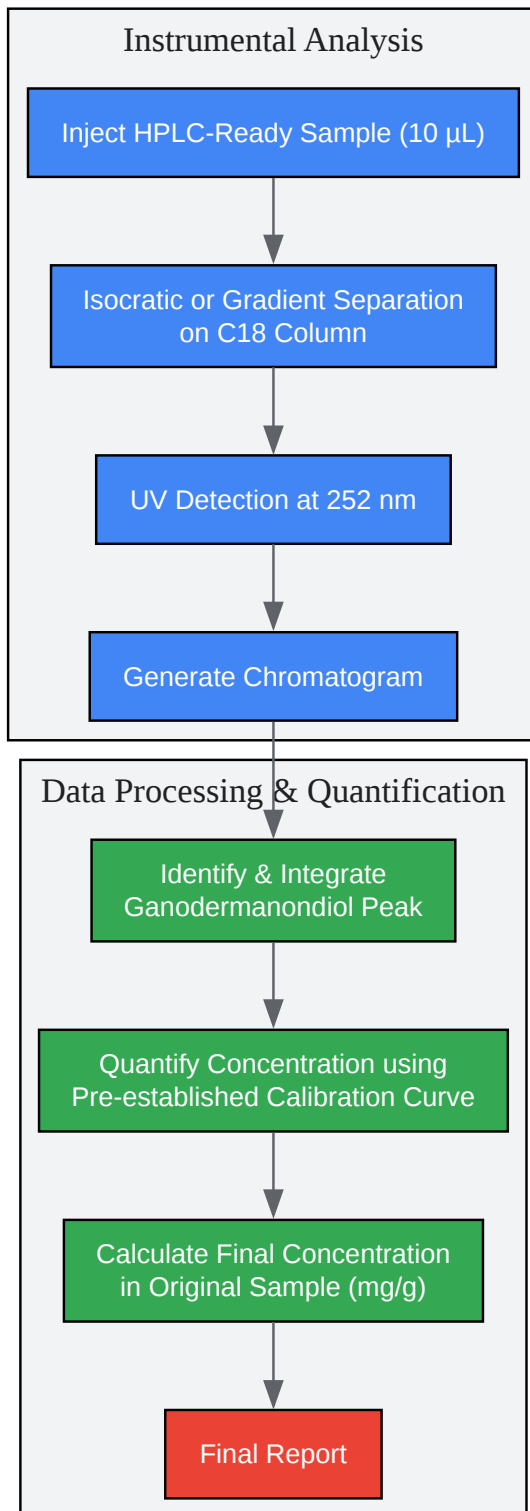 Instrumental Analysis
Inject HPLC-Ready Sample (10 µL)
Isocratic or Gradient Separation
on C18 Column
UV Detection at 252 nm
Generate Chromatogram
Data Processing & Quantification
Identify & Integrate
Ganodermanondiol Peak
Quantify Concentration using
Pre-established Calibration Curve
Calculate Final Concentration
in Original Sample (mg/g)
Final Report